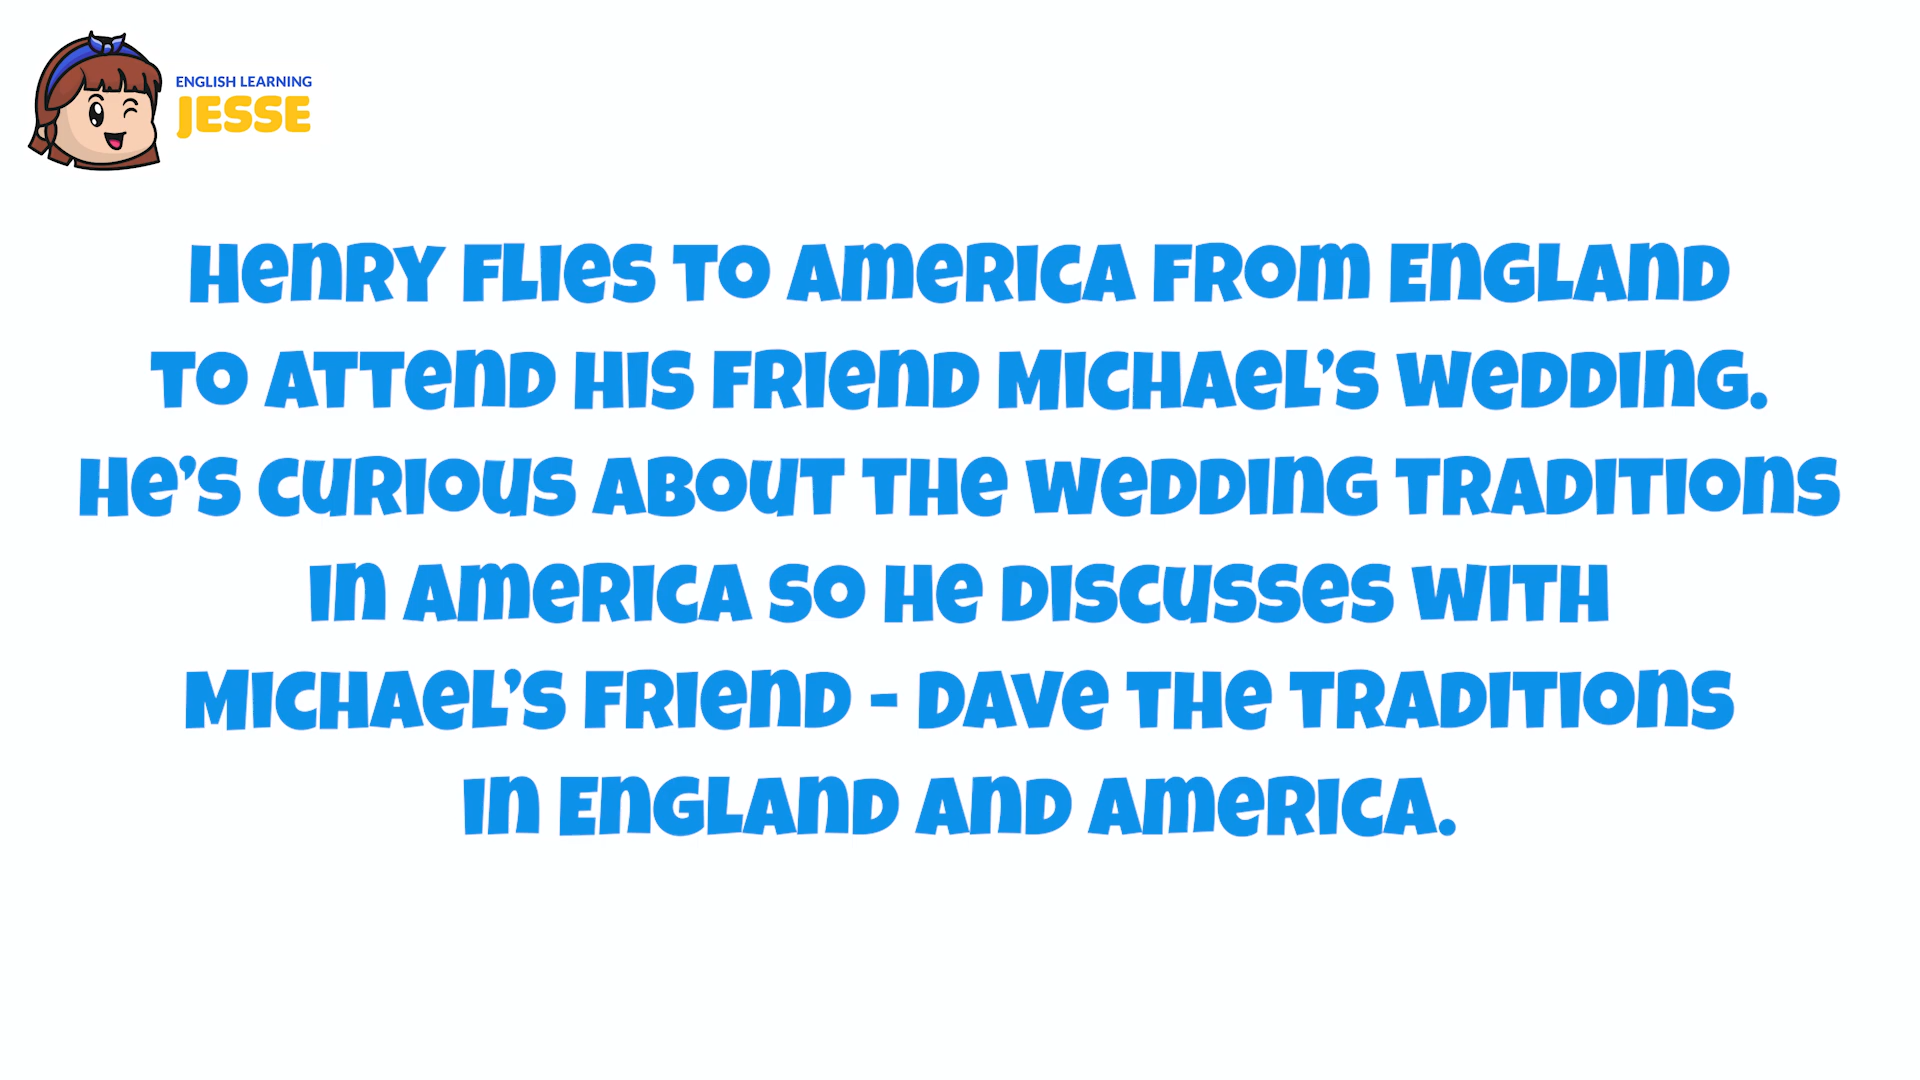 ENGLISH LEARNING
JESSE
Henry flies to America from England
to attend his friend Michael’s wedding.
He’s curious about the wedding traditions
in America so he discusses with
Michael’s friend - Dave the traditions
in England and America.